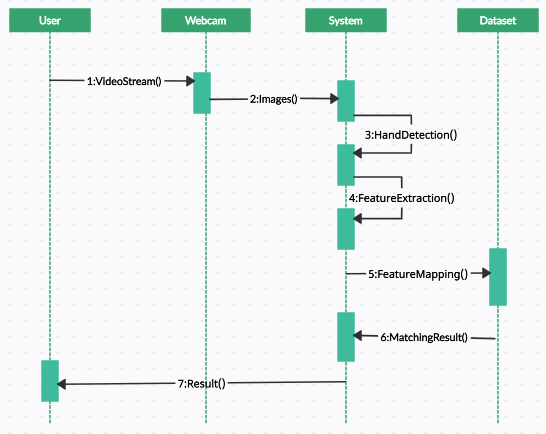 User
Webcam
System
Dataset
1:VideoStream()
2:Images()
3:HandDetection()
4:FeatureExtraction()
5:FeatureMapping()
6:MatchingResult()
7:Result()